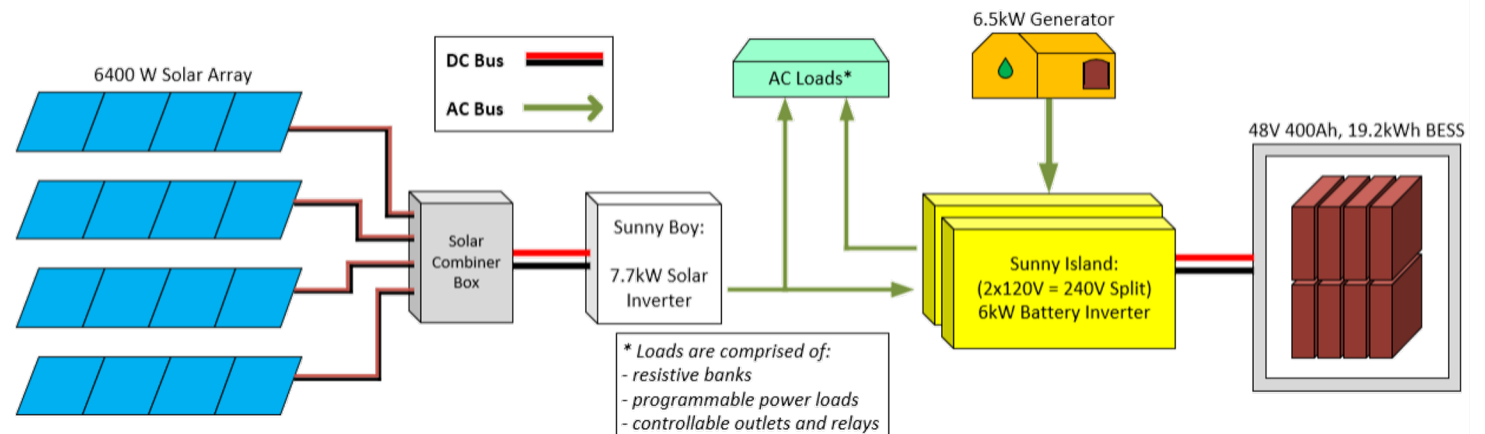 6400 W Solar Array
DC Bus
AC Bus
AC Loads*
6.5kW Generator
48V 400Ah, 19.2kWh BESS
Solar
Combiner
Box
Sunny Boy:
7.7kW Solar
Inverter
Sunny Island:
(2x120V = 240V Split)
6kW Battery Inverter
* Loads are comprised of:
- resistive banks
- programmable power loads
- controllable outlets and relays